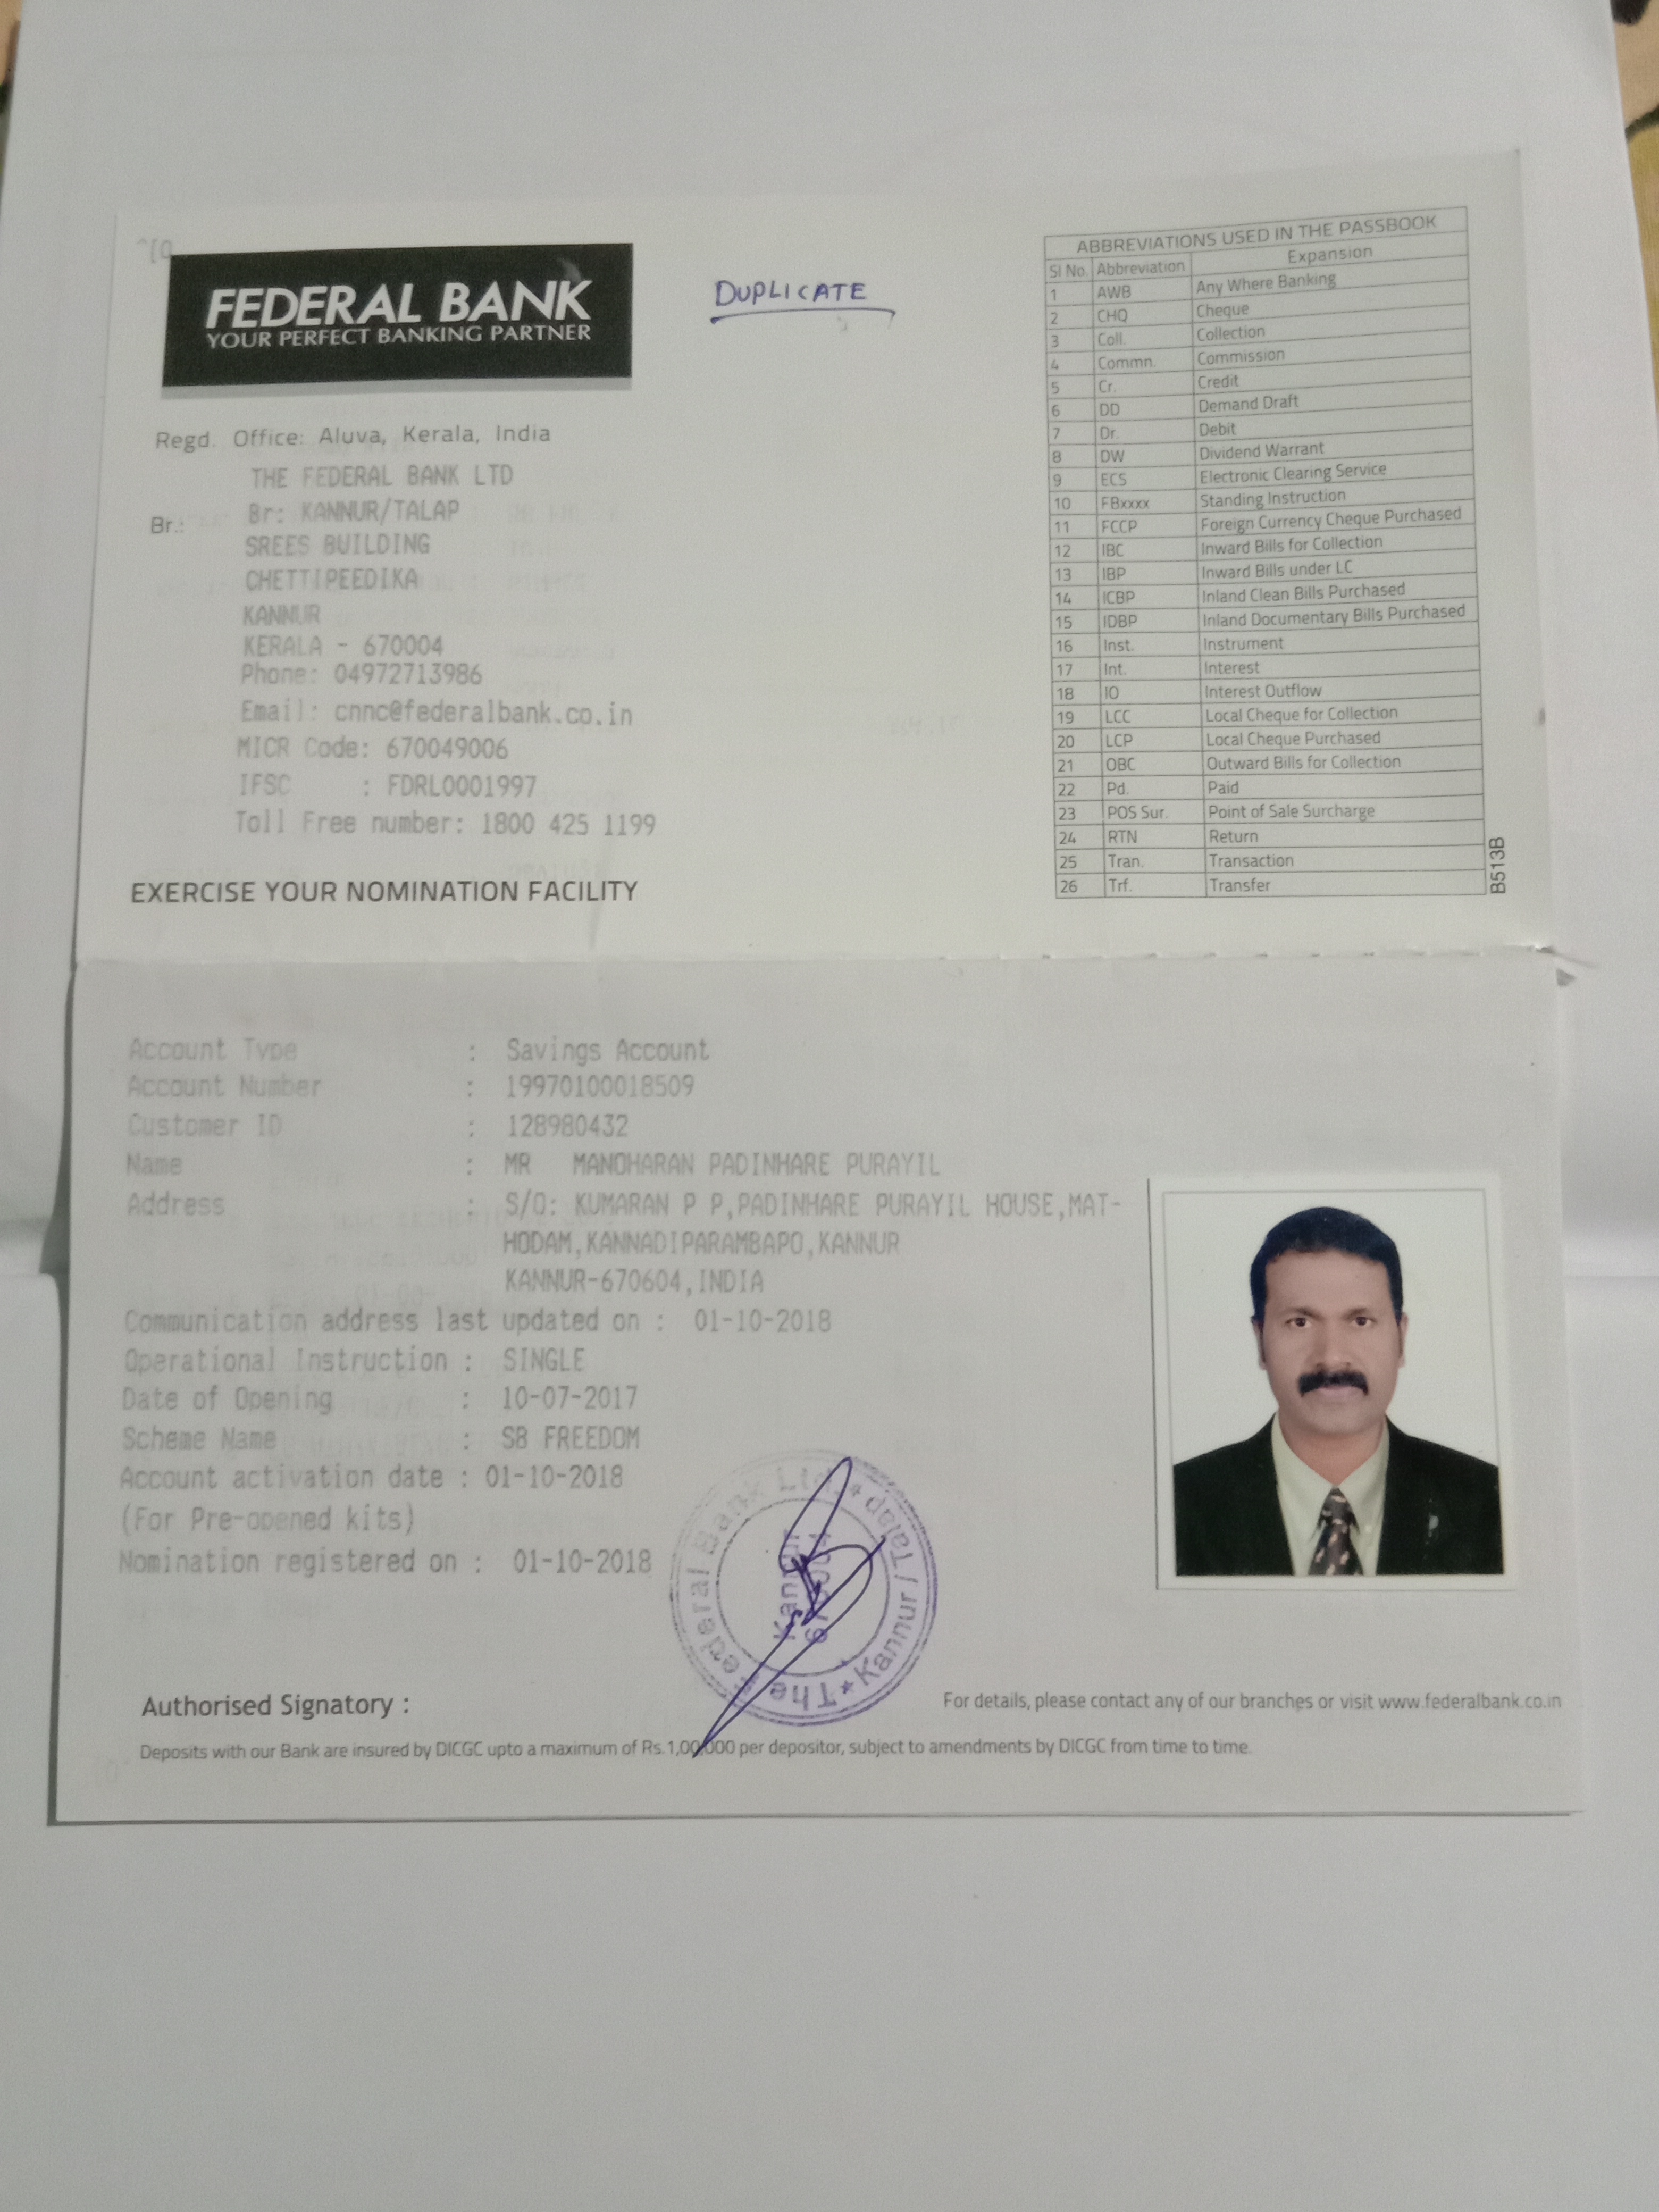 FEDERAL BANK
YOUR PERFECT BANKING PARTNER
DUPLICATE
Regd. Office: Aluva, Kerala, India
THE FEDERAL BANK LTD
Br.: Br: KANNUR/TALAP
SREES BUILDING
CHETTIPEEDIKA
KANNUR
KERALA - 670004
Phone: 04972713986
Email: cnnc@federalbank.co.in
MICR Code: 670049006
IFSC : FDRL0001997
Toll Free number: 1800 425 1199
EXERCISE YOUR NOMINATION FACILITY
ABBREVIATIONS USED IN THE PASSBOOK
Sl No. Abbreviation Expansion
1 AWB Any Where Banking
2 CHQ Cheque
3 Coll. Collection
4 Commn. Commission
5 Cr. Credit
6 DD Demand Draft
7 Dr. Debit
8 DW Dividend Warrant
9 ECS Electronic Clearing Service
10 FBxxxx Standing Instruction
11 FCCP Foreign Currency Cheque Purchased
12 IBC Inward Bills for Collection
13 IBP Inward Bills under LC
14 ICBP Inland Clean Bills Purchased
15 IDBP Inland Documentary Bills Purchased
16 Inst. Instrument
17 Int. Interest
18 IO Interest Outflow
19 LCC Local Cheque for Collection
20 LCP Local Cheque Purchased
21 OBC Outward Bills for Collection
22 Pd. Paid
23 POS Sur. Point of Sale Surcharge
24 RTN Return
25 Tran. Transaction
26 Trf. Transfer
B513B
Account Type : Savings Account
Account Number : 19970100018509
Customer ID : 128980432
Name : MR MANOHARAN PADINHARE PURAYIL
Address : S/O: KUMARAN P P,PADINHARE PURAYIL HOUSE,MAT-
HODAM,KANNADIPARAMBAPO,KANNUR
KANNUR-670604,INDIA
Communication address last updated on : 01-10-2018
Operational Instruction : SINGLE
Date of Opening : 10-07-2017
Scheme Name : SB FREEDOM
Account activation date : 01-10-2018
(For Pre-opened kits)
Nomination registered on : 01-10-2018
The Federal Bank Ltd. * Kannur / Talap *
Kannur
670004
Authorised Signatory :
For details, please contact any of our branches or visit www.federalbank.co.in
Deposits with our Bank are insured by DICGC upto a maximum of Rs.1,00,000 per depositor, subject to amendments by DICGC from time to time.